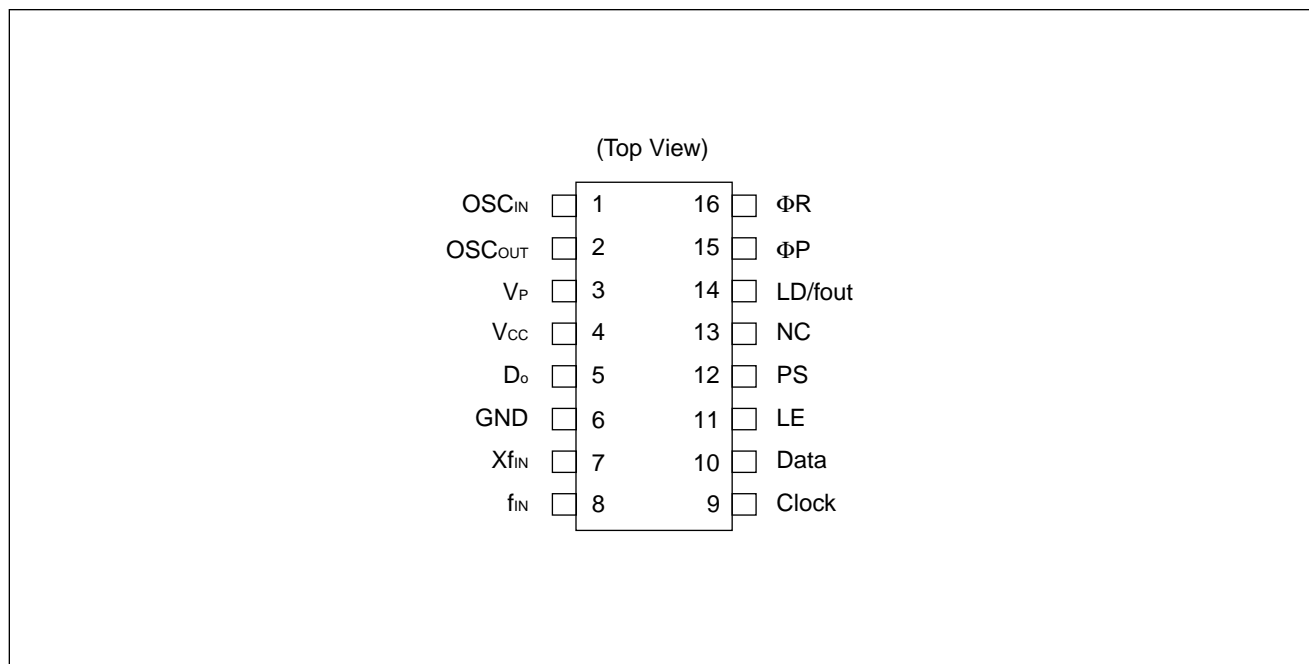 (Top View)
OSCIN 1 16 ΦR
OSCOUT 2 15 ΦP
VP 3 14 LD/fout
VCC 4 13 NC
Do 5 12 PS
GND 6 11 LE
XfIN 7 10 Data
fIN 8 9 Clock